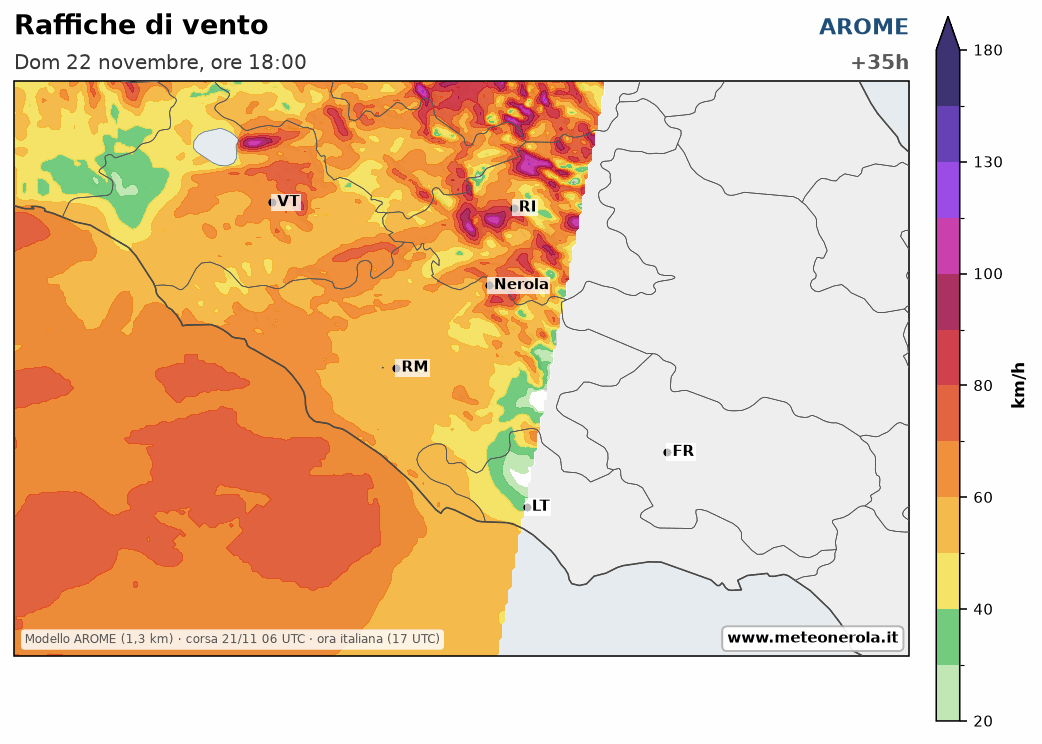 Raffiche di vento
AROME
Dom 22 novembre, ore 18:00
+35h
180
130
100
80
60
40
20
km/h
VT
RI
Nerola
RM
FR
LT
Modello AROME (1,3 km) · corsa 21/11 06 UTC · ora italiana (17 UTC)
www.meteonerola.it